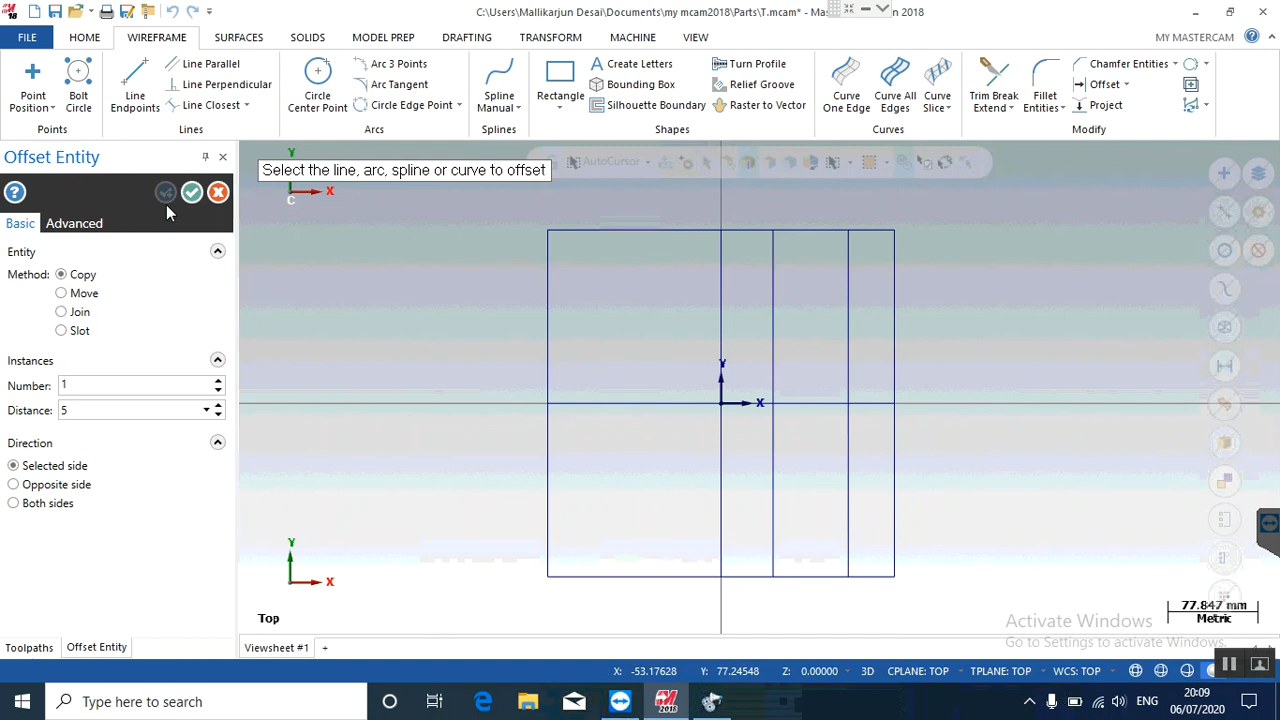 C:\Users\Mallikarjun Desai\Documents\my mcam2018\Parts\T.mcam* - Mas
2018
FILE
HOME
WIREFRAME
SURFACES
SOLIDS
MODEL PREP
DRAFTING
TRANSFORM
MACHINE
VIEW
MY MASTERCAM
Point Position
Bolt Circle
Points
Line Endpoints
Line Parallel
Line Perpendicular
Line Closest
Lines
Circle Center Point
Arc 3 Points
Arc Tangent
Circle Edge Point
Arcs
Spline Manual
Splines
Rectangle
Create Letters
Bounding Box
Silhouette Boundary
Turn Profile
Relief Groove
Raster to Vector
Shapes
Curve One Edge
Curve All Edges
Curve Slice
Curves
Trim Break Extend
Fillet Entities
Chamfer Entities
Offset
Project
Modify
Offset Entity
Basic
Advanced
Entity
Method:
Copy
Move
Join
Slot
Instances
Number: 1
Distance: 5
Direction
Selected side
Opposite side
Both sides
Toolpaths
Offset Entity
Y
Select the line, arc, spline or curve to offset
AutoCursor
X
C
Y
X
Y
X
Top
77.847 mm
Metric
Activate Windows
Go to Settings to activate Windows.
Viewsheet #1
+
X: -53.17628
Y: 77.24548
Z: 0.00000
3D
CPLANE: TOP
TPLANE: TOP
WCS: TOP
Type here to search
2018
ENG
20:09
06/07/2020